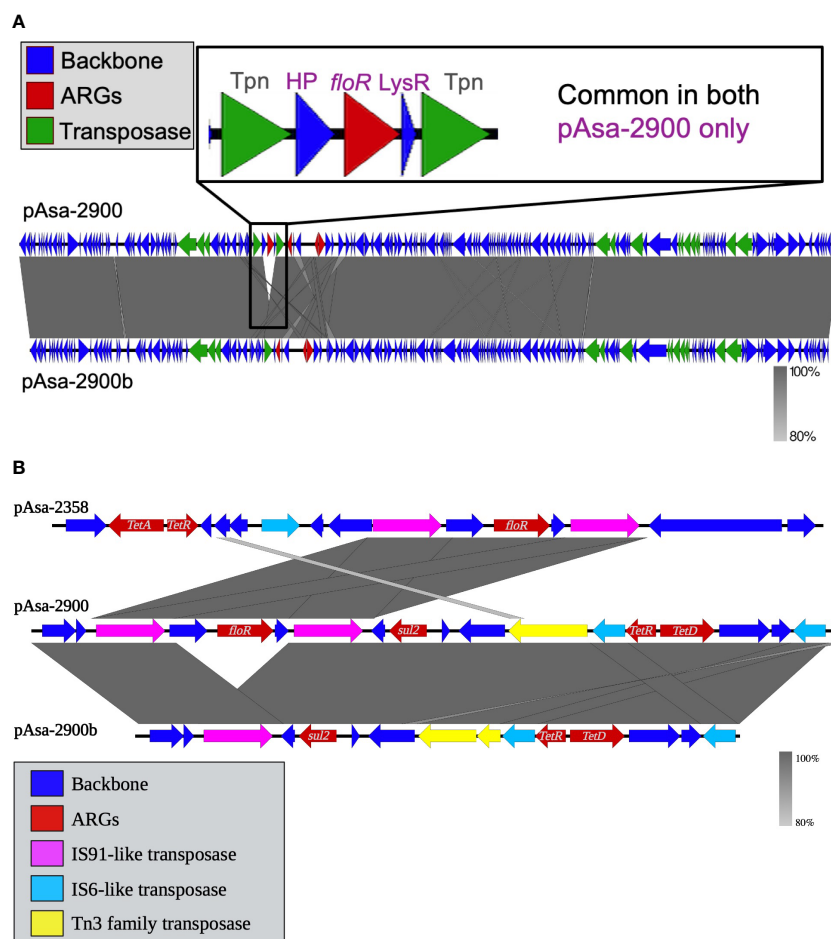 A
Backbone
ARGs
Transposase
Tpn HP floR LysR Tpn
Common in both
pAsa-2900 only
pAsa-2900
pAsa-2900b
100%
80%
B
pAsa-2358
TetA TetR floR
pAsa-2900
floR sul2 TetR TetD
pAsa-2900b
sul2 TetR TetD
100%
80%
Backbone
ARGs
IS91-like transposase
IS6-like transposase
Tn3 family transposase